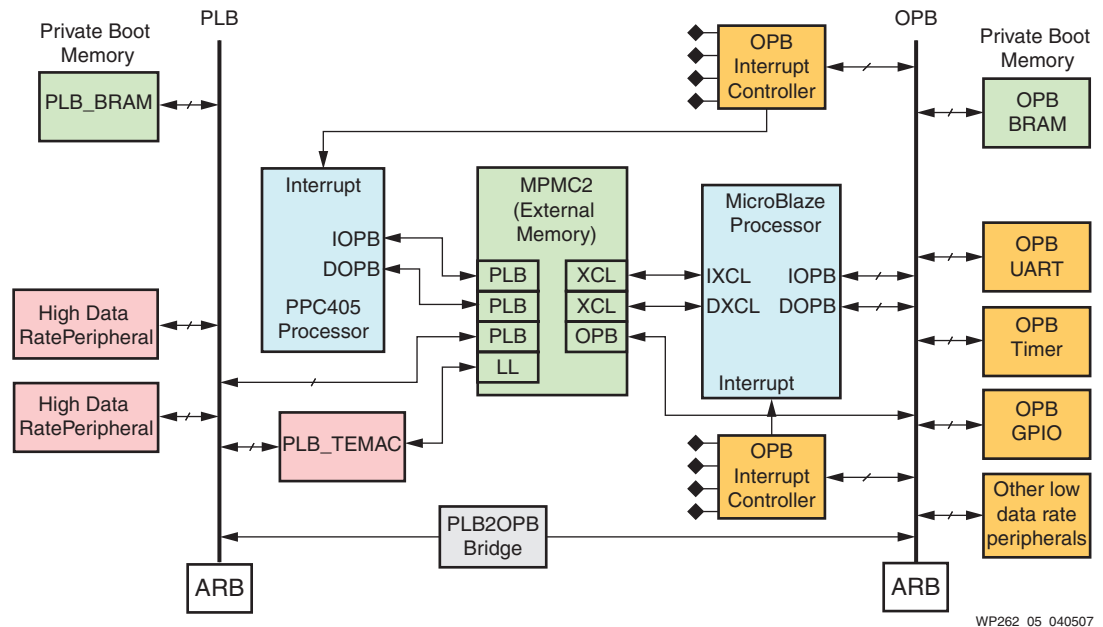 PLB
OPB
Private Boot
Memory
PLB_BRAM
OPB
Interrupt
Controller
Private Boot
Memory
OPB
BRAM
Interrupt
IOPB
DOPB
PPC405
Processor
MPMC2
(External
Memory)
PLB
PLB
PLB
LL
XCL
XCL
OPB
MicroBlaze
Processor
IXCL
DXCL
IOPB
DOPB
Interrupt
OPB
UART
High Data
RatePeripheral
OPB
Timer
High Data
RatePeripheral
PLB_TEMAC
OPB
Interrupt
Controller
OPB
GPIO
Other low
data rate
peripherals
PLB2OPB
Bridge
ARB
ARB
WP262_05_040507